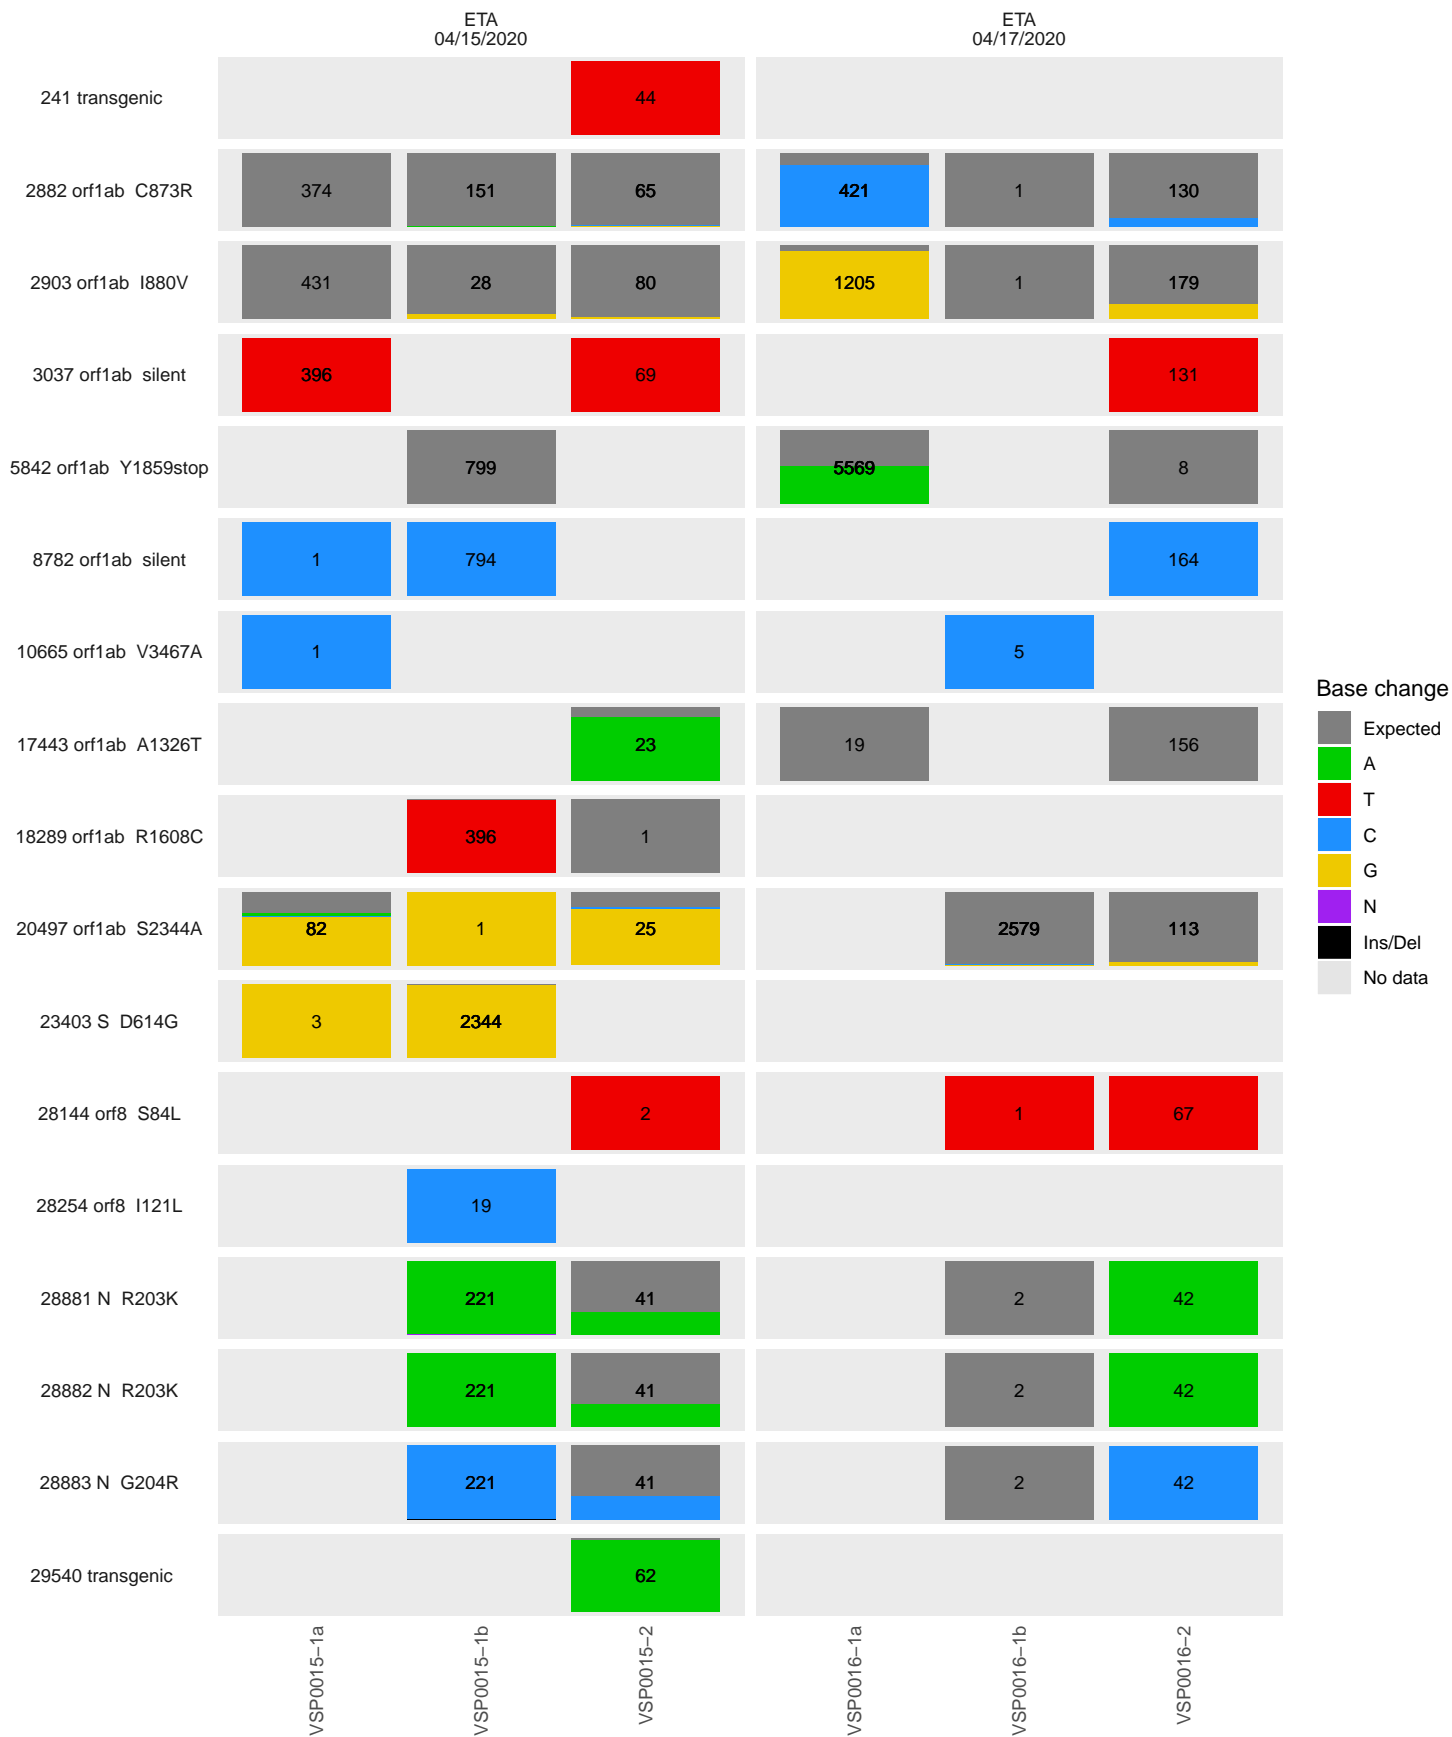 ETA
04/15/2020
ETA
04/17/2020
241 transgenic
44
2882 orf1ab C873R
374
151
65
421
1
130
2903 orf1ab I880V
431
28
80
1205
1
179
3037 orf1ab silent
396
69
131
5842 orf1ab Y1859stop
799
5569
8
8782 orf1ab silent
1
794
164
10665 orf1ab V3467A
1
5
17443 orf1ab A1326T
23
19
156
18289 orf1ab R1608C
396
1
20497 orf1ab S2344A
82
1
25
2579
113
23403 S D614G
3
2344
28144 orf8 S84L
2
1
67
28254 orf8 I121L
19
28881 N R203K
221
41
2
42
28882 N R203K
221
41
2
42
28883 N G204R
221
41
2
42
29540 transgenic
62
VSP0015−1a
VSP0015−1b
VSP0015−2
VSP0016−1a
VSP0016−1b
VSP0016−2
Base change
Expected
A
T
C
G
N
Ins/Del
No data